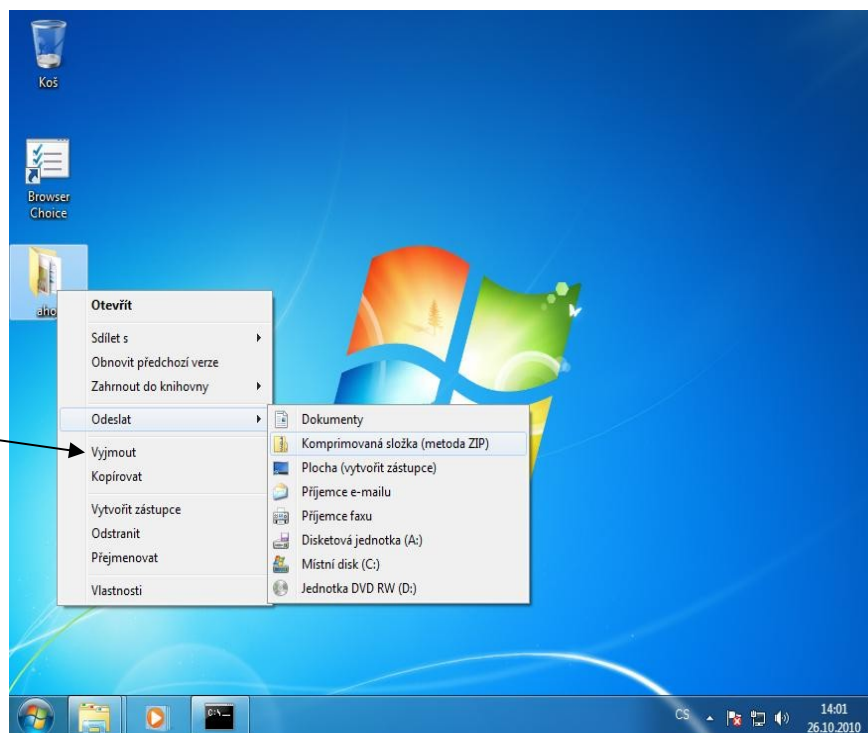 Koš
Browser
Choice
Otevřít
Sdílet s
Obnovit předchozí verze
Zahrnout do knihovny
Odeslat
Vyjmout
Kopírovat
Vytvořit zástupce
Odstranit
Přejmenovat
Vlastnosti
Dokumenty
Komprimovaná složka (metoda ZIP)
Plocha (vytvořit zástupce)
Příjemce e-mailu
Příjemce faxu
Disketová jednotka (A:)
Místní disk (C:)
Jednotka DVD RW (D:)
C:\_
CS
14:01
26.10.2010